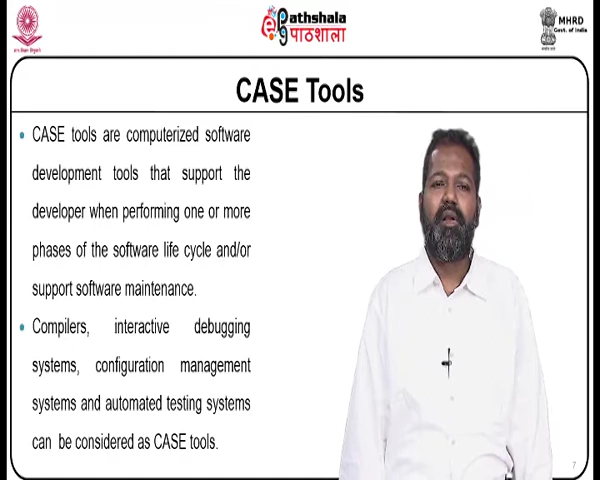 Pathshala
पाठशाला
MHRD
Govt. of India
CASE Tools
CASE tools are computerized software
development tools that support the
developer when performing one or more
phases of the software life cycle and/or
support software maintenance.
Compilers, interactive debugging
systems, configuration management
systems and automated testing systems
can be considered as CASE tools.
7